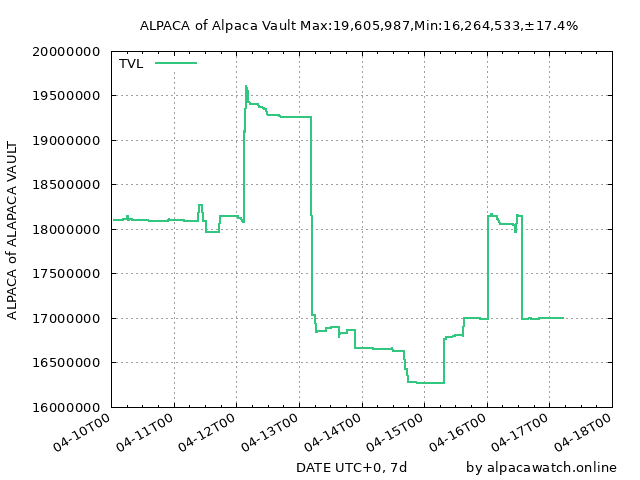 ALPACA of Alpaca Vault Max:19,605,987,Min:16,264,533,±17.4%
TVL
ALPACA of ALAPACA VAULT
20000000
19500000
19000000
18500000
18000000
17500000
17000000
16500000
16000000
04-10T00
04-11T00
04-12T00
04-13T00
04-14T00
04-15T00
04-16T00
04-17T00
04-18T00
DATE UTC+0, 7d
by alpacawatch.online